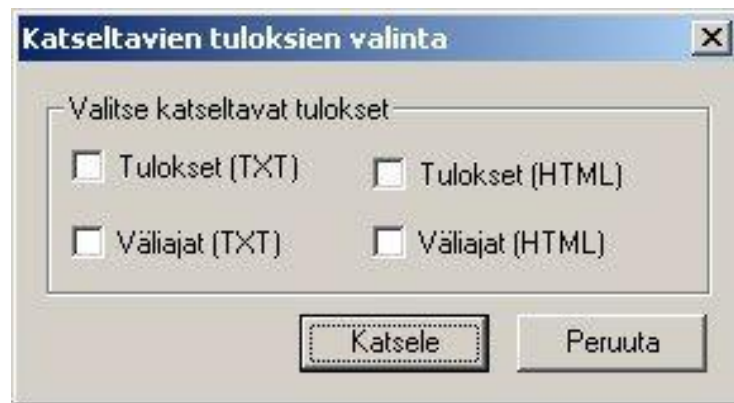 Katseltavien tuloksien valinta
Valitse katseltavat tulokset
Tulokset (TXT) Tulokset (HTML)
Väliajat (TXT) Väliajat (HTML)
Katsele Peruuta